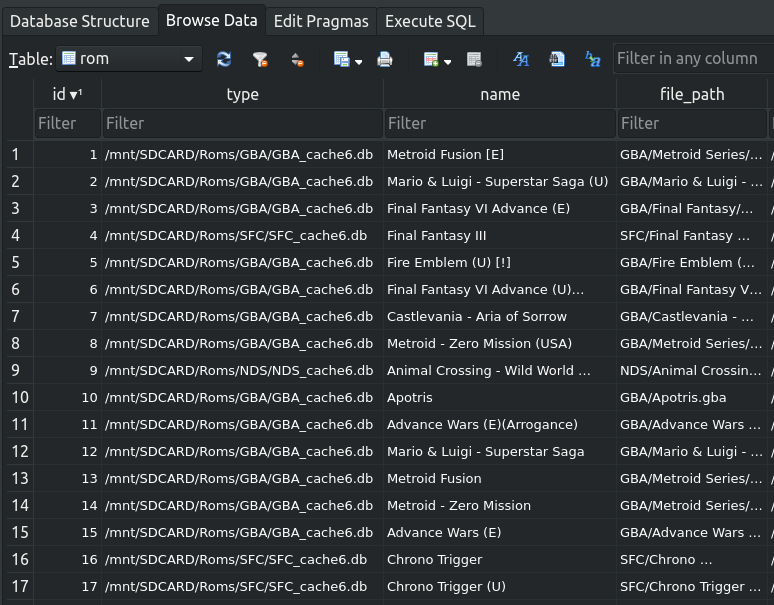 Database Structure Browse Data Edit Pragmas Execute SQL
Table: rom Filter in any column
id ▾¹ type name file_path
Filter Filter Filter Filter
1 1 /mnt/SDCARD/Roms/GBA/GBA_cache6.db Metroid Fusion [E] GBA/Metroid Series/...
2 2 /mnt/SDCARD/Roms/GBA/GBA_cache6.db Mario & Luigi - Superstar Saga (U) GBA/Mario & Luigi - ...
3 3 /mnt/SDCARD/Roms/GBA/GBA_cache6.db Final Fantasy VI Advance (E) GBA/Final Fantasy/...
4 4 /mnt/SDCARD/Roms/SFC/SFC_cache6.db Final Fantasy III SFC/Final Fantasy ...
5 5 /mnt/SDCARD/Roms/GBA/GBA_cache6.db Fire Emblem (U) [!] GBA/Fire Emblem (...
6 6 /mnt/SDCARD/Roms/GBA/GBA_cache6.db Final Fantasy VI Advance (U)... GBA/Final Fantasy V...
7 7 /mnt/SDCARD/Roms/GBA/GBA_cache6.db Castlevania - Aria of Sorrow GBA/Castlevania - ...
8 8 /mnt/SDCARD/Roms/GBA/GBA_cache6.db Metroid - Zero Mission (USA) GBA/Metroid Series/...
9 9 /mnt/SDCARD/Roms/NDS/NDS_cache6.db Animal Crossing - Wild World ... NDS/Animal Crossin...
10 10 /mnt/SDCARD/Roms/GBA/GBA_cache6.db Apotris GBA/Apotris.gba
11 11 /mnt/SDCARD/Roms/GBA/GBA_cache6.db Advance Wars (E)(Arrogance) GBA/Advance Wars ...
12 12 /mnt/SDCARD/Roms/GBA/GBA_cache6.db Mario & Luigi - Superstar Saga GBA/Mario & Luigi - ...
13 13 /mnt/SDCARD/Roms/GBA/GBA_cache6.db Metroid Fusion GBA/Metroid Series/...
14 14 /mnt/SDCARD/Roms/GBA/GBA_cache6.db Metroid - Zero Mission GBA/Metroid Series/...
15 15 /mnt/SDCARD/Roms/GBA/GBA_cache6.db Advance Wars (E) GBA/Advance Wars ...
16 16 /mnt/SDCARD/Roms/SFC/SFC_cache6.db Chrono Trigger SFC/Chrono ...
17 17 /mnt/SDCARD/Roms/SFC/SFC_cache6.db Chrono Trigger (U) SFC/Chrono Trigger ...